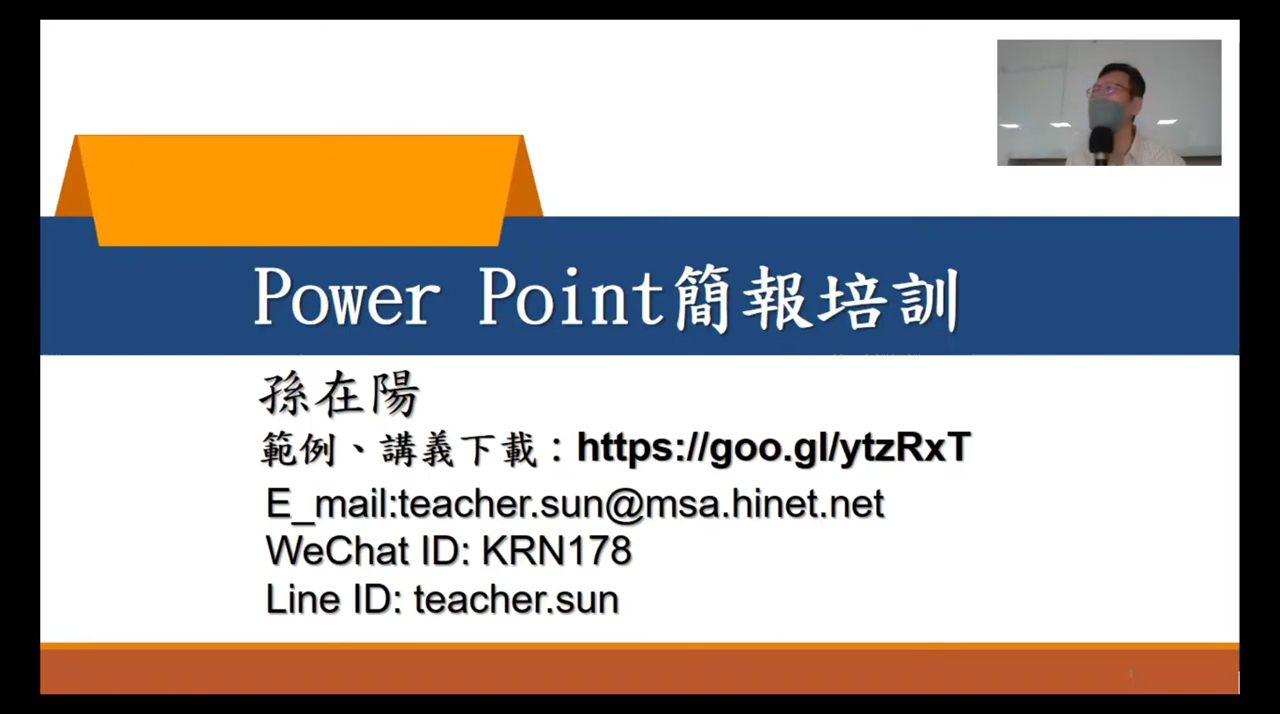 Power Point簡報培訓
孫在陽
範例、講義下載：https://goo.gl/ytzRxT
E_mail:teacher.sun@msa.hinet.net
WeChat ID: KRN178
Line ID: teacher.sun